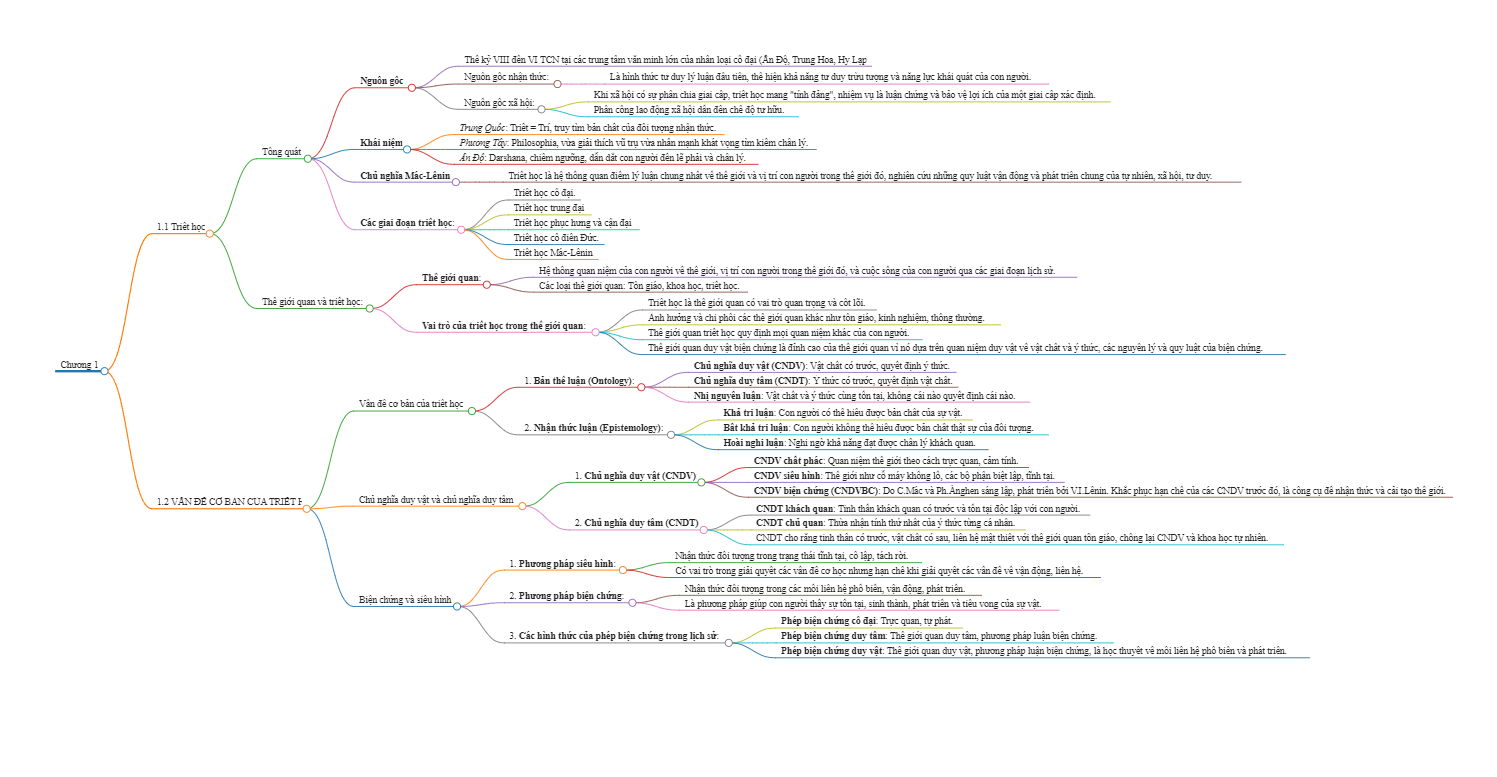 Chương 1
1.1 Triết học
Tổng quát
Nguồn gốc
Thế kỷ VIII đến VI TCN tại các trung tâm văn minh lớn của nhân loại cổ đại (Ấn Độ, Trung Hoa, Hy Lạp
Nguồn gốc nhận thức:
Là hình thức tư duy lý luận đầu tiên, thể hiện khả năng tư duy trừu tượng và năng lực khái quát của con người.
Nguồn gốc xã hội:
Khi xã hội có sự phân chia giai cấp, triết học mang "tính đảng", nhiệm vụ là luận chứng và bảo vệ lợi ích của một giai cấp xác định.
Phân công lao động xã hội dẫn đến chế độ tư hữu.
Khái niệm
Trung Quốc: Triết = Trí, truy tìm bản chất của đối tượng nhận thức.
Phương Tây: Philosophia, vừa giải thích vũ trụ vừa nhấn mạnh khát vọng tìm kiếm chân lý.
Ấn Độ: Darshana, chiêm ngưỡng, dẫn dắt con người đến lẽ phải và chân lý.
Chủ nghĩa Mác-Lênin
Triết học là hệ thống quan điểm lý luận chung nhất về thế giới và vị trí con người trong thế giới đó, nghiên cứu những quy luật vận động và phát triển chung của tự nhiên, xã hội, tư duy.
Các giai đoạn triết học:
Triết học cổ đại.
Triết học trung đại
Triết học phục hưng và cận đại
Triết học cổ điển Đức.
Triết học Mác-Lênin
Thế giới quan và triết học:
Thế giới quan:
Hệ thống quan niệm của con người về thế giới, vị trí con người trong thế giới đó, và cuộc sống của con người qua các giai đoạn lịch sử.
Các loại thế giới quan: Tôn giáo, khoa học, triết học.
Vai trò của triết học trong thế giới quan:
Triết học là thế giới quan có vai trò quan trọng và cốt lõi.
Ảnh hưởng và chi phối các thế giới quan khác như tôn giáo, kinh nghiệm, thông thường.
Thế giới quan triết học quy định mọi quan niệm khác của con người.
Thế giới quan duy vật biện chứng là đỉnh cao của thế giới quan vì nó dựa trên quan niệm duy vật về vật chất và ý thức, các nguyên lý và quy luật của biện chứng.
1.2 VẤN ĐỀ CƠ BẢN CỦA TRIẾT H
Vấn đề cơ bản của triết học
1. Bản thể luận (Ontology):
Chủ nghĩa duy vật (CNDV): Vật chất có trước, quyết định ý thức.
Chủ nghĩa duy tâm (CNDT): Ý thức có trước, quyết định vật chất.
Nhị nguyên luận: Vật chất và ý thức cùng tồn tại, không cái nào quyết định cái nào.
2. Nhận thức luận (Epistemology):
Khả tri luận: Con người có thể hiểu được bản chất của sự vật.
Bất khả tri luận: Con người không thể hiểu được bản chất thật sự của đối tượng.
Hoài nghi luận: Nghi ngờ khả năng đạt được chân lý khách quan.
Chủ nghĩa duy vật và chủ nghĩa duy tâm
1. Chủ nghĩa duy vật (CNDV)
CNDV chất phác: Quan niệm thế giới theo cách trực quan, cảm tính.
CNDV siêu hình: Thế giới như cỗ máy khổng lồ, các bộ phận biệt lập, tĩnh tại.
CNDV biện chứng (CNDVBC): Do C.Mác và Ph.Ănghen sáng lập, phát triển bởi V.I.Lênin. Khắc phục hạn chế của các CNDV trước đó, là công cụ để nhận thức và cải tạo thế giới.
2. Chủ nghĩa duy tâm (CNDT)
CNDT khách quan: Tinh thần khách quan có trước và tồn tại độc lập với con người.
CNDT chủ quan: Thừa nhận tính thứ nhất của ý thức từng cá nhân.
CNDT cho rằng tinh thần có trước, vật chất có sau, liên hệ mật thiết với thế giới quan tôn giáo, chống lại CNDV và khoa học tự nhiên.
Biện chứng và siêu hình
1. Phương pháp siêu hình:
Nhận thức đối tượng trong trạng thái tĩnh tại, cô lập, tách rời.
Có vai trò trong giải quyết các vấn đề cơ học nhưng hạn chế khi giải quyết các vấn đề về vận động, liên hệ.
2. Phương pháp biện chứng:
Nhận thức đối tượng trong các mối liên hệ phổ biến, vận động, phát triển.
Là phương pháp giúp con người thấy sự tồn tại, sinh thành, phát triển và tiêu vong của sự vật.
3. Các hình thức của phép biện chứng trong lịch sử:
Phép biện chứng cổ đại: Trực quan, tự phát.
Phép biện chứng duy tâm: Thế giới quan duy tâm, phương pháp luận biện chứng.
Phép biện chứng duy vật: Thế giới quan duy vật, phương pháp luận biện chứng, là học thuyết về mối liên hệ phổ biến và phát triển.